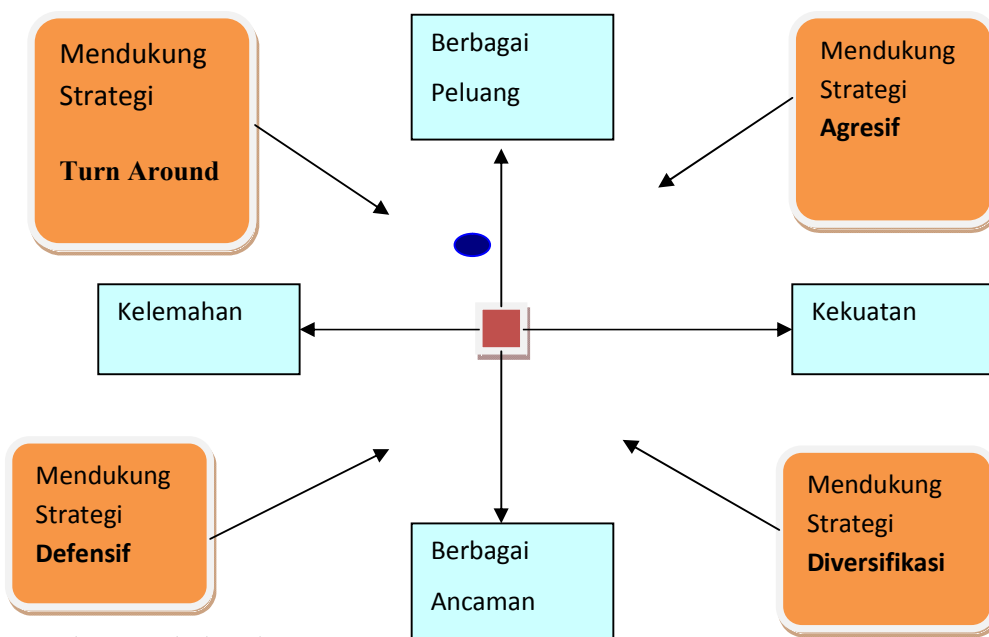 Mendukung
Strategi
Turn Around
Berbagai
Peluang
Mendukung
Strategi
Agresif
Kelemahan
Kekuatan
Mendukung
Strategi
Defensif
Berbagai
Ancaman
Mendukung
Strategi
Diversifikasi